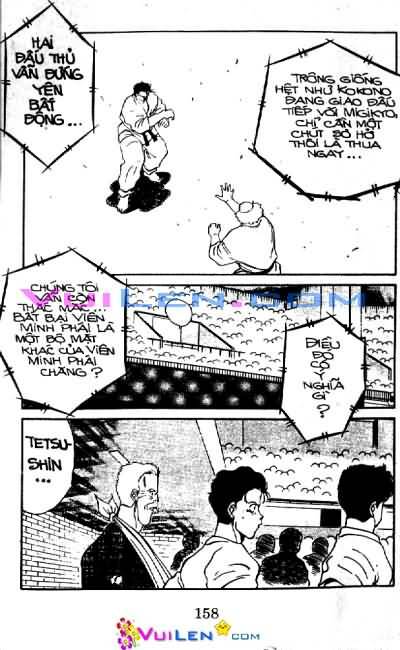 HAI
ĐẤU THỦ
VẪN ĐỨNG
YÊN
BẤT
ĐỘNG...
TRÔNG GIỐNG
HỆT NHƯ KOKONO
ĐANG GIAO ĐẤU
TIẾP VỚI MIGIKYO,
CHỈ CẦN MỘT
CHÚT SƠ HỞ
THÔI LÀ THUA
NGAY...
CHÚNG TÔI
VẪN CÒN
THẮC MẮC
BẤT BẠI VIÊN
MINH PHẢI LÀ
MỘT BỘ MẶT
KHÁC CỦA VIÊN
MINH PHÁI
CHĂNG?
VUILEN.COM
ĐIỀU
ĐÓ
CÓ Ý
NGHĨA
GÌ
?
TETSU-
SHIN
...
158
VUILEN.COM